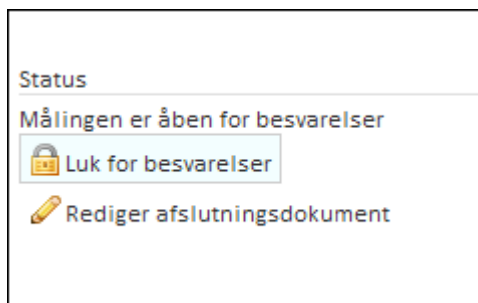 Status
Målingen er åben for besvarelser
Luk for besvarelser
Rediger afslutningsdokument